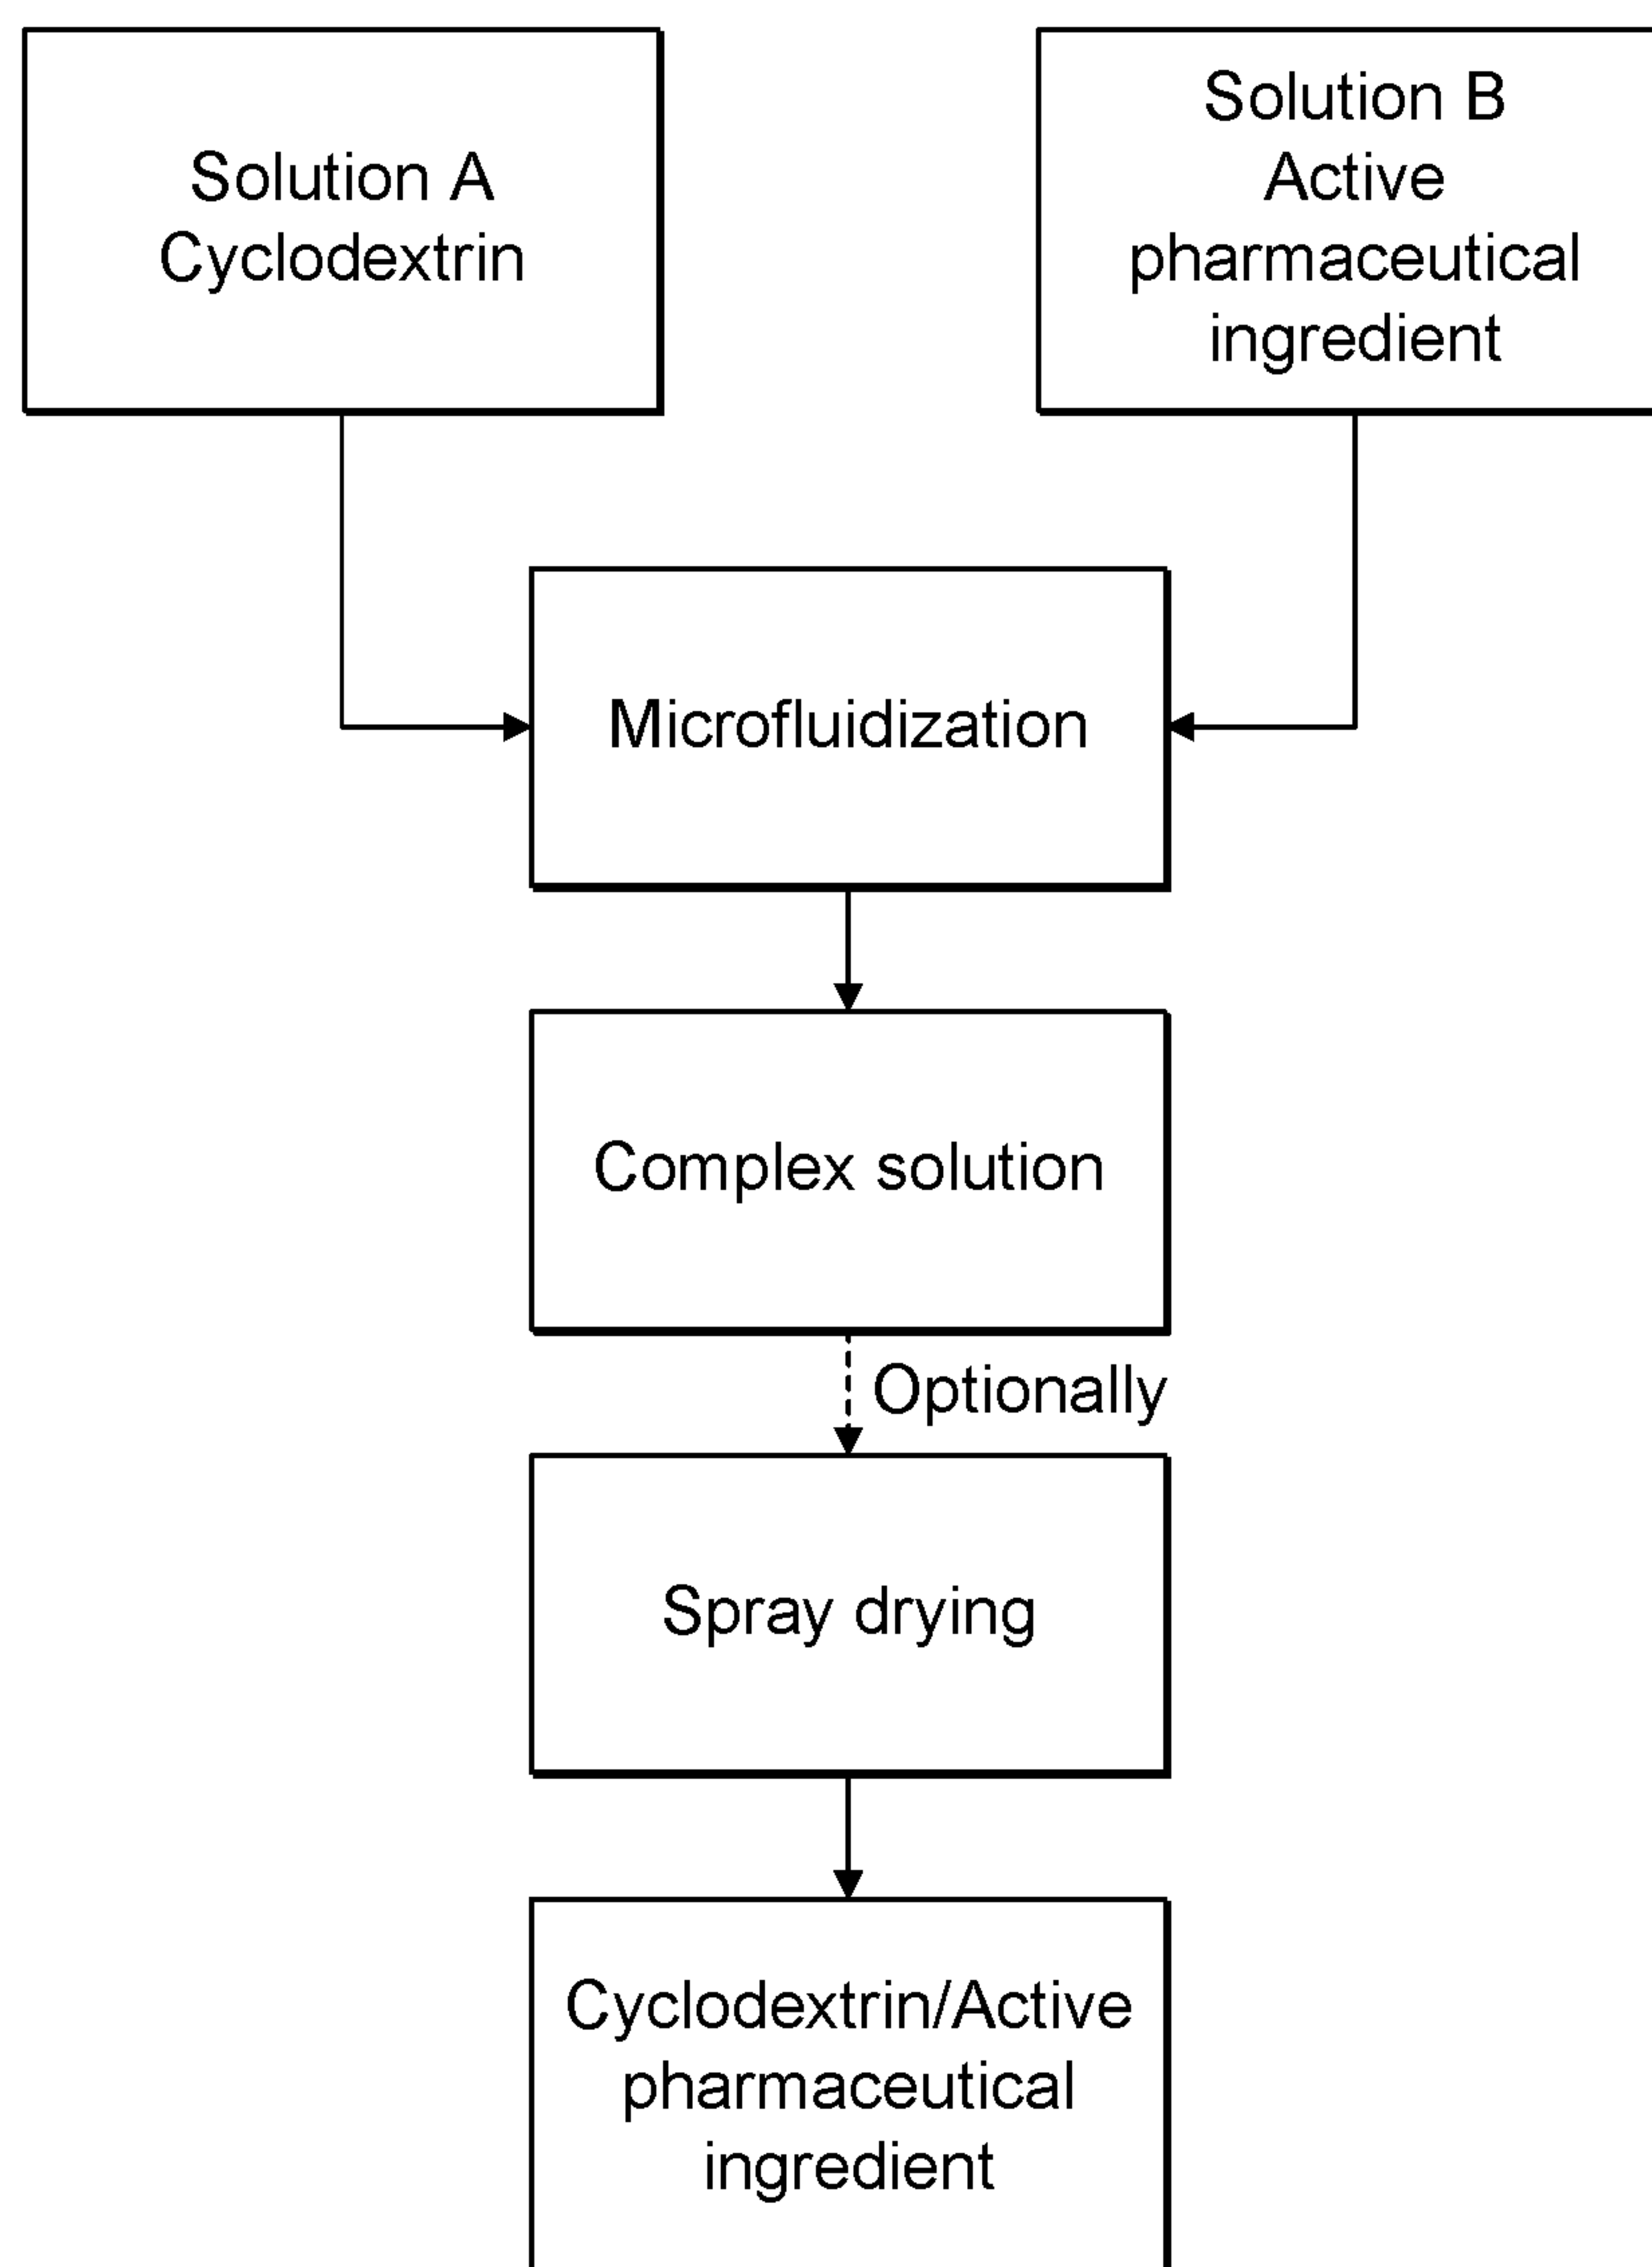 Solution A
Cyclodextrin
Solution B
Active
pharmaceutical
ingredient
Microfluidization
Complex solution
Optionally
Spray drying
Cyclodextrin/Active
pharmaceutical
ingredient